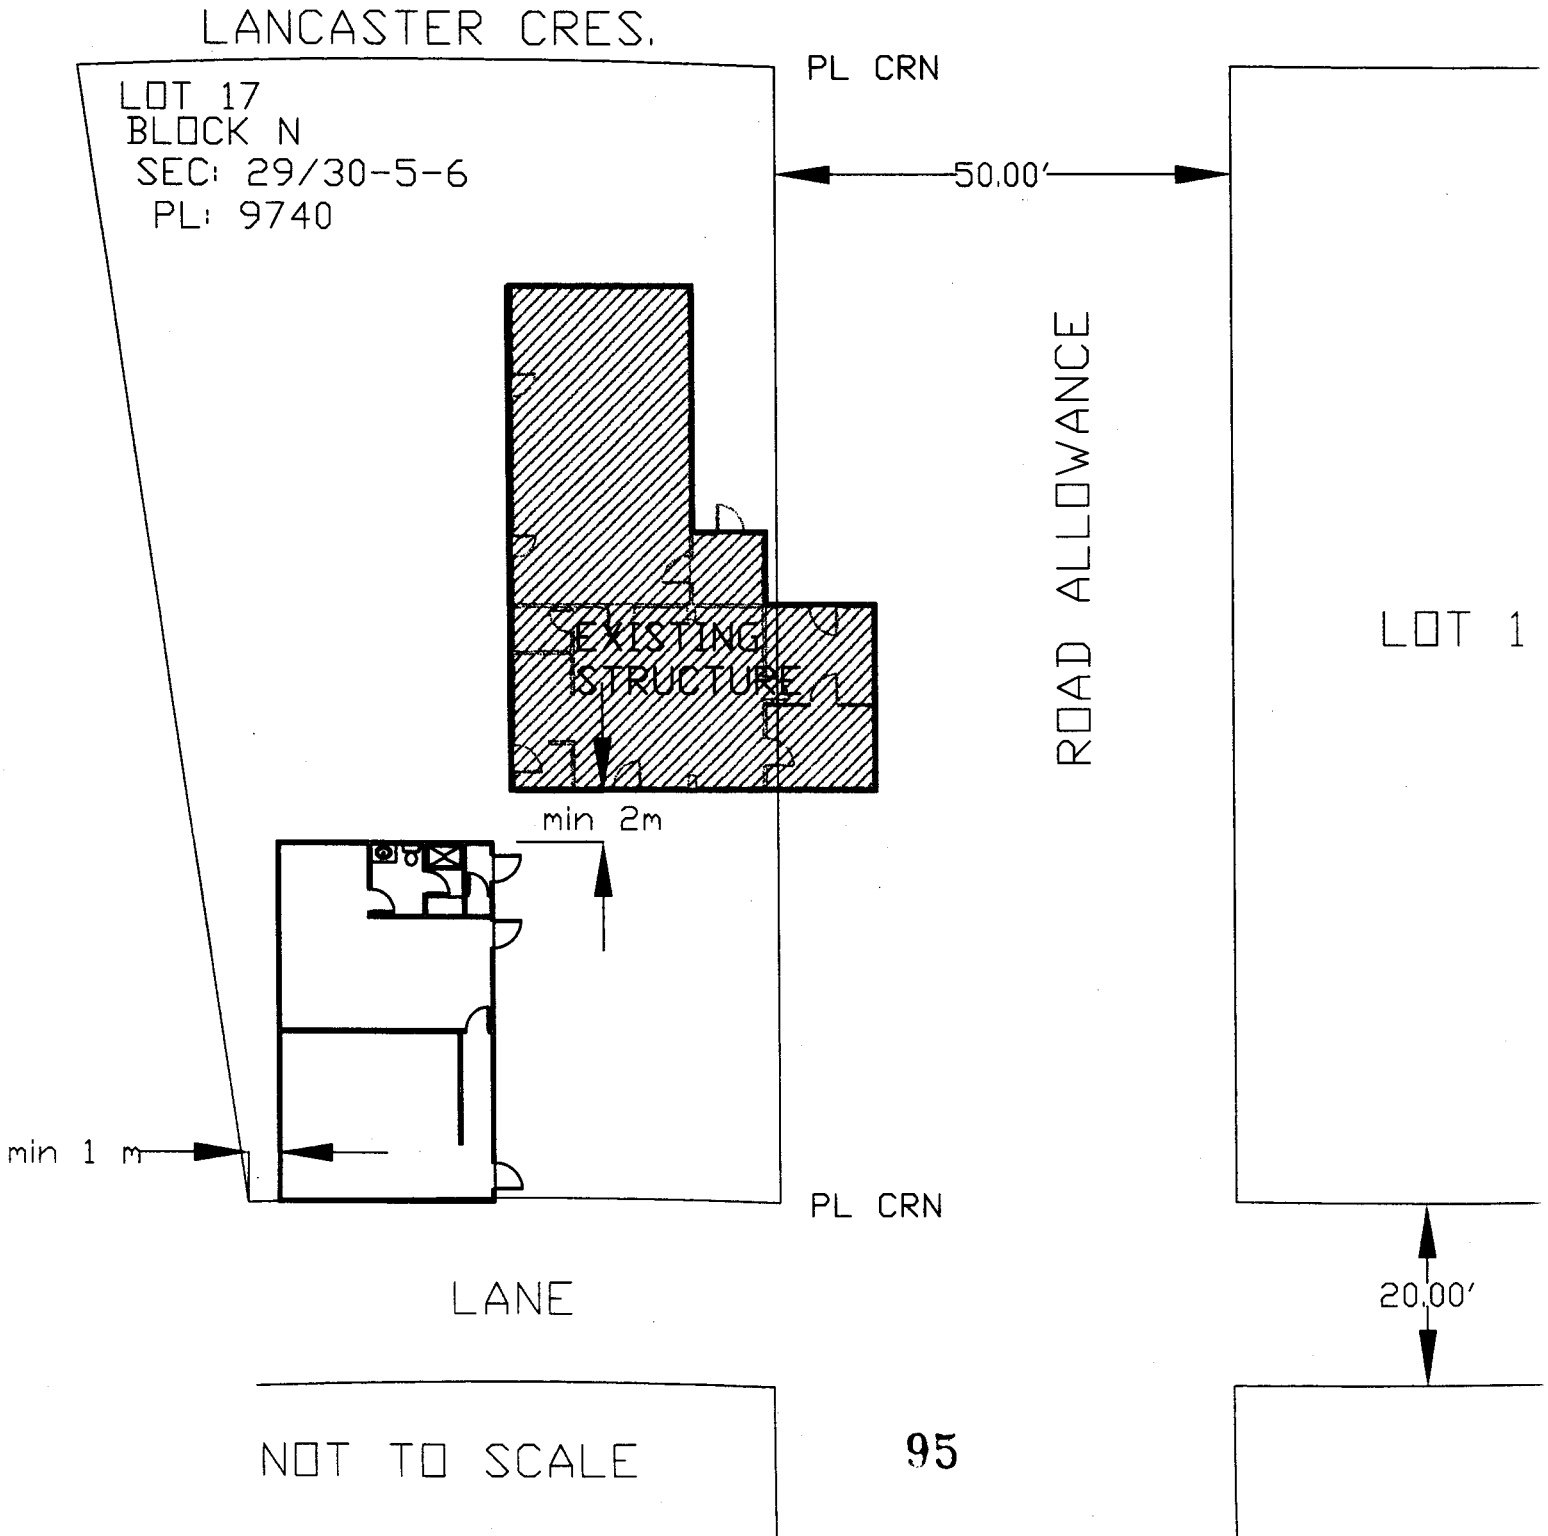 LANCASTER CRES.
PL CRN
LOT 17
BLOCK N
SEC: 29/30-5-6
PL: 9740
50.00'
ROAD ALLOWANCE
LOT 1
EXISTING
STRUCTURE
min 2m
min 1 m
PL CRN
LANE
20.00'
NOT TO SCALE
95